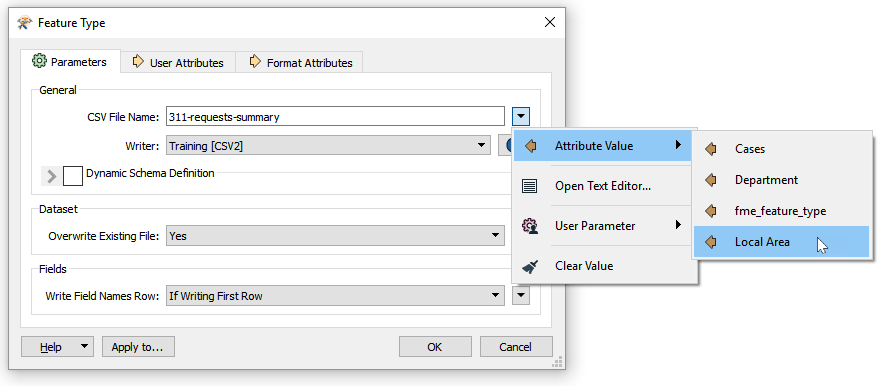 Feature Type
Parameters
User Attributes
Format Attributes
General
CSV File Name: 311-requests-summary
Writer: Training [CSV2]
Dynamic Schema Definition
Dataset
Overwrite Existing File: Yes
Fields
Write Field Names Row: If Writing First Row
Help
Apply to...
OK
Cancel
Attribute Value
Open Text Editor...
User Parameter
Clear Value
Cases
Department
fme_feature_type
Local Area